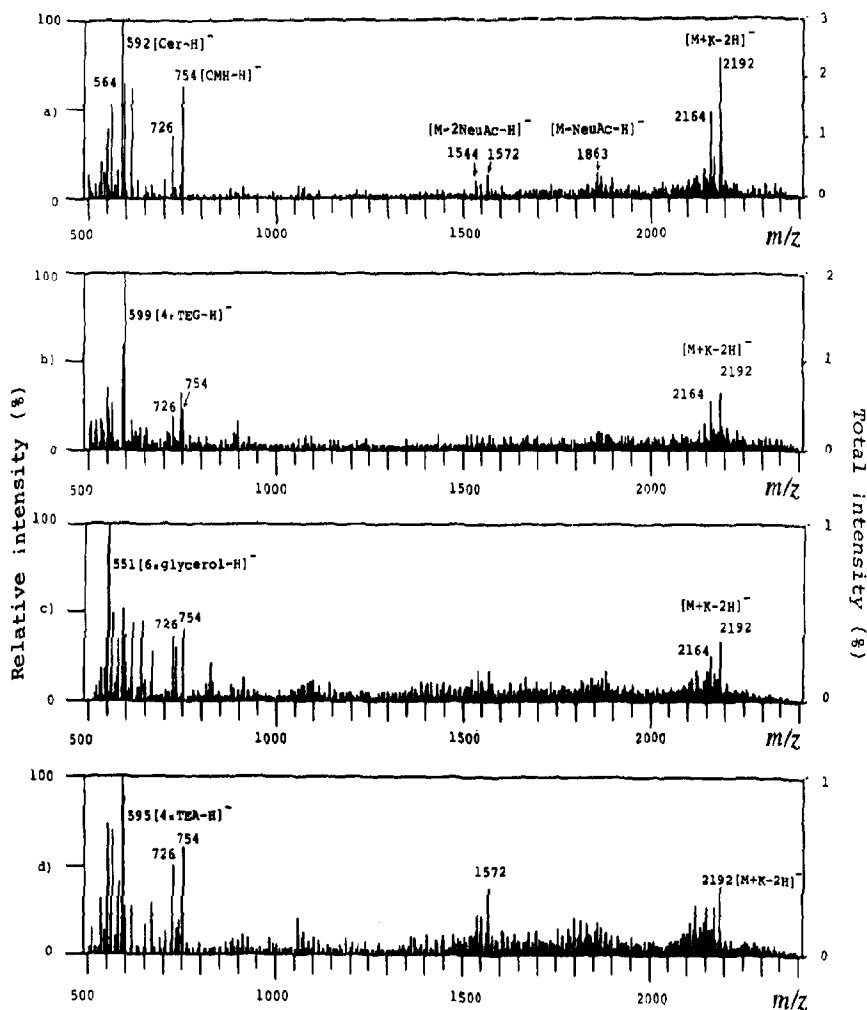 100
3
592[Cer-H]⁻
[M+K-2H]⁻
2192
564
754[CMH-H]⁻
2
2164
a)
726
[M-2NeuAc-H]⁻
[M-NeuAc-H]⁻
1
1544
1572
1863
0
0
500
1000
1500
2000
m/z
100
2
599[4·TEG-H]⁻
[M+K-2H]⁻
b)
1
754
2192
726
2164
0
0
500
1000
1500
2000
m/z
Relative intensity (%)
Total intensity (%)
100
1
551[6·glycerol-H]⁻
[M+K-2H]⁻
c)
726
754
2192
2164
0
0
500
1000
1500
2000
m/z
100
1
595[4·TEA-H]⁻
754
d)
726
1572
2192[M+K-2H]⁻
0
0
500
1000
1500
2000
m/z